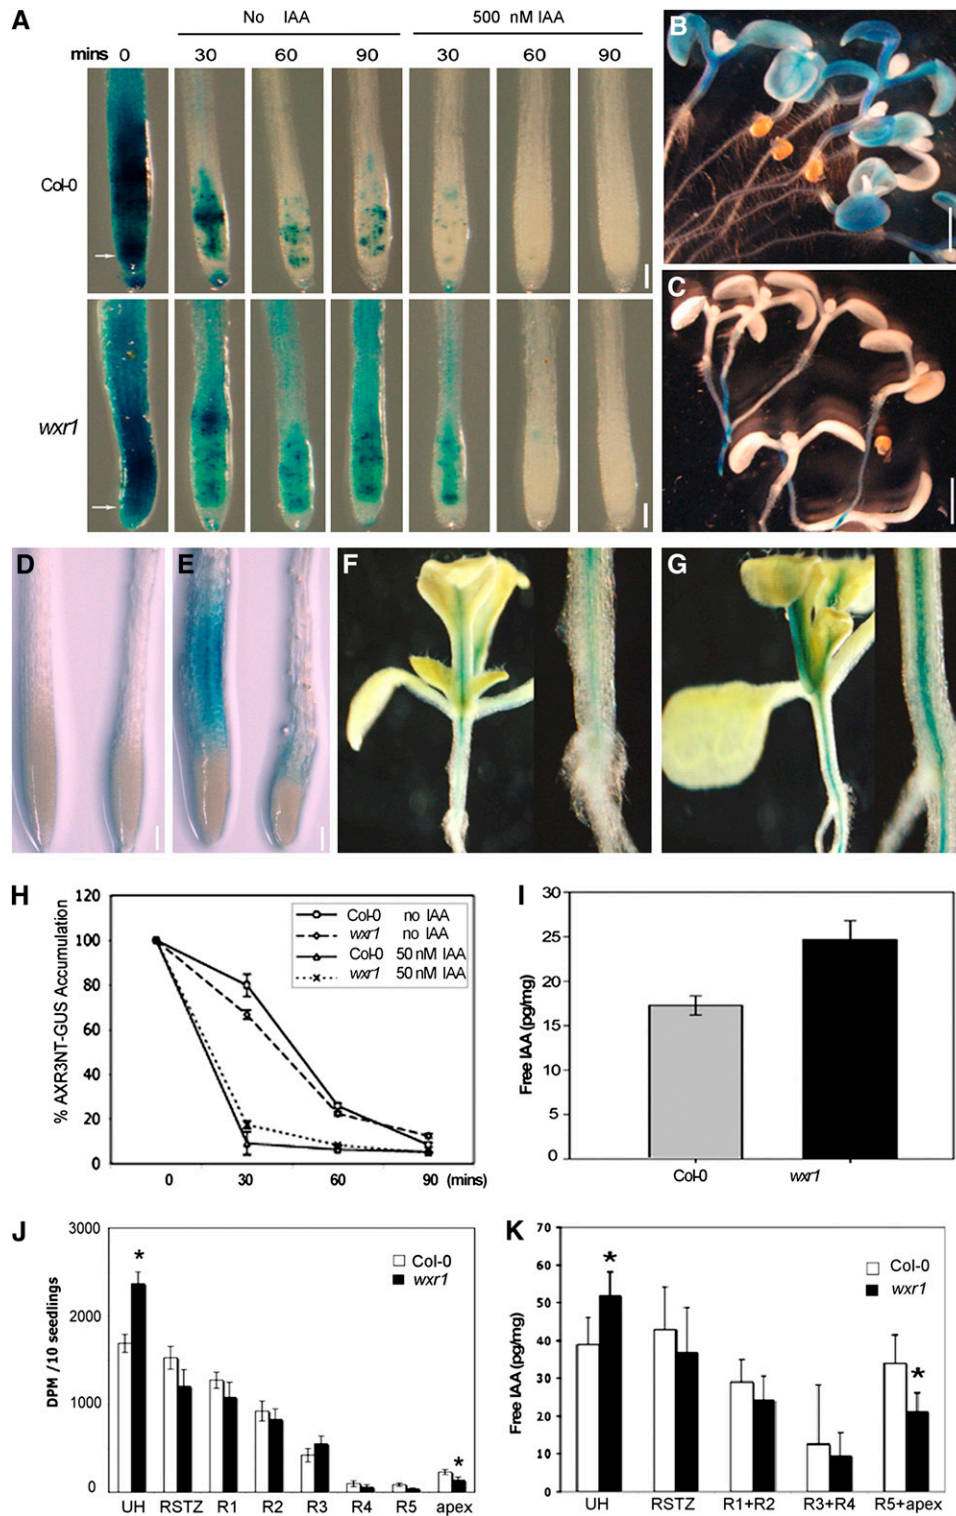 A
No IAA
500 nM IAA
mins 0 30 60 90 30 60 90
Col-0
wxr1
B
C
D
E
F
G
H
120
100
80
60
40
20
0
% AXR3NT-GUS Accumulation
Col-0 no IAA
wxr1 no IAA
Col-0 50 nM IAA
wxr1 50 nM IAA
0 30 60 90 (mins)
I
30
25
20
15
10
5
0
Free IAA (pg/mg)
Col-0 wxr1
J
3000
2000
1000
0
DPM /10 seedlings
*
*
Col-0
wxr1
UH RSTZ R1 R2 R3 R4 R5 apex
K
70
60
50
40
30
20
10
0
Free IAA (pg/mg)
*
*
Col-0
wxr1
UH RSTZ R1+R2 R3+R4 R5+apex